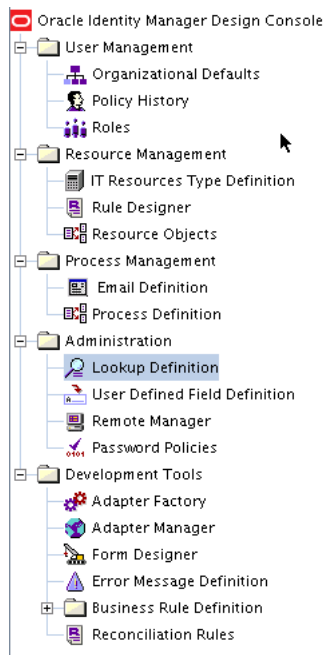 Oracle Identity Manager Design Console
User Management
Organizational Defaults
Policy History
Roles
Resource Management
IT Resources Type Definition
Rule Designer
Resource Objects
Process Management
Email Definition
Process Definition
Administration
Lookup Definition
User Defined Field Definition
Remote Manager
Password Policies
Development Tools
Adapter Factory
Adapter Manager
Form Designer
Error Message Definition
Business Rule Definition
Reconciliation Rules